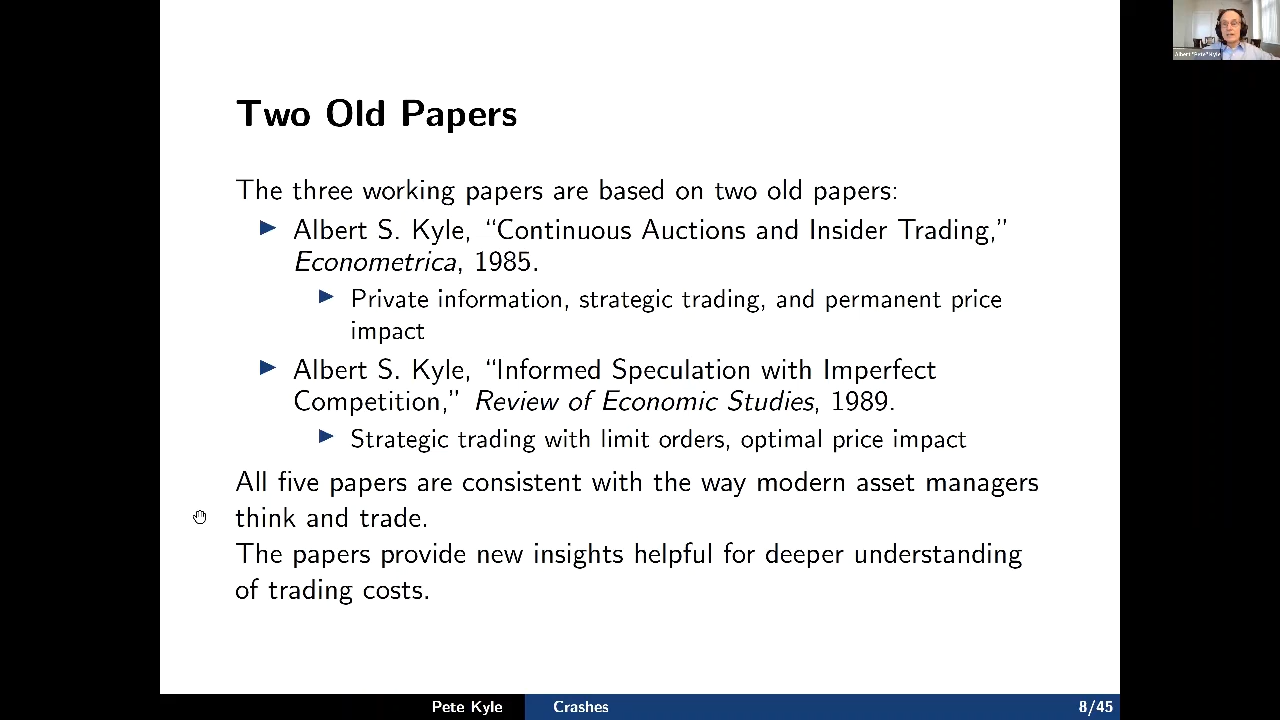 Albert "Pete" Kyle
Two Old Papers
The three working papers are based on two old papers:
Albert S. Kyle, “Continuous Auctions and Insider Trading,”
Econometrica, 1985.
Private information, strategic trading, and permanent price
impact
Albert S. Kyle, “Informed Speculation with Imperfect
Competition,” Review of Economic Studies, 1989.
Strategic trading with limit orders, optimal price impact
All five papers are consistent with the way modern asset managers
think and trade.
The papers provide new insights helpful for deeper understanding
of trading costs.
Pete Kyle Crashes 8/45